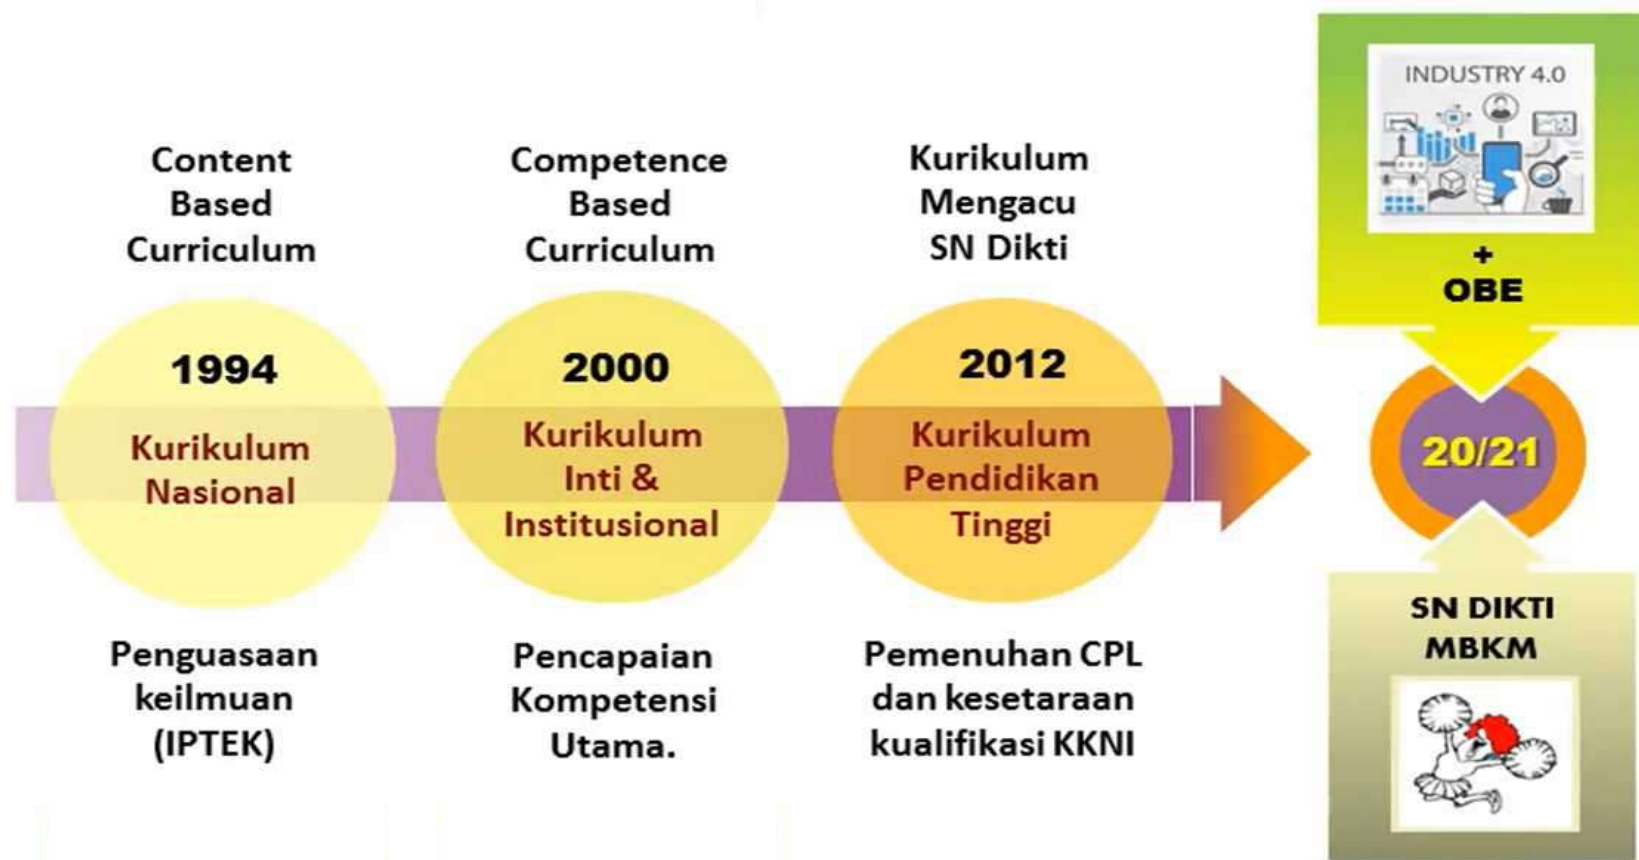 Content
Based
Curriculum
1994
Kurikulum
Nasional
Penguasaan
keilmuan
(IPTEK)
Competence
Based
Curriculum
2000
Kurikulum
Inti &
Institusional
Pencapaian
Kompetensi
Utama.
Kurikulum
Mengacu
SN Dikti
2012
Kurikulum
Pendidikan
Tinggi
Pemenuhan CPL
dan kesetaraan
kualifikasi KKNI
INDUSTRY 4.0
+
OBE
20/21
SN DIKTI
MBKM